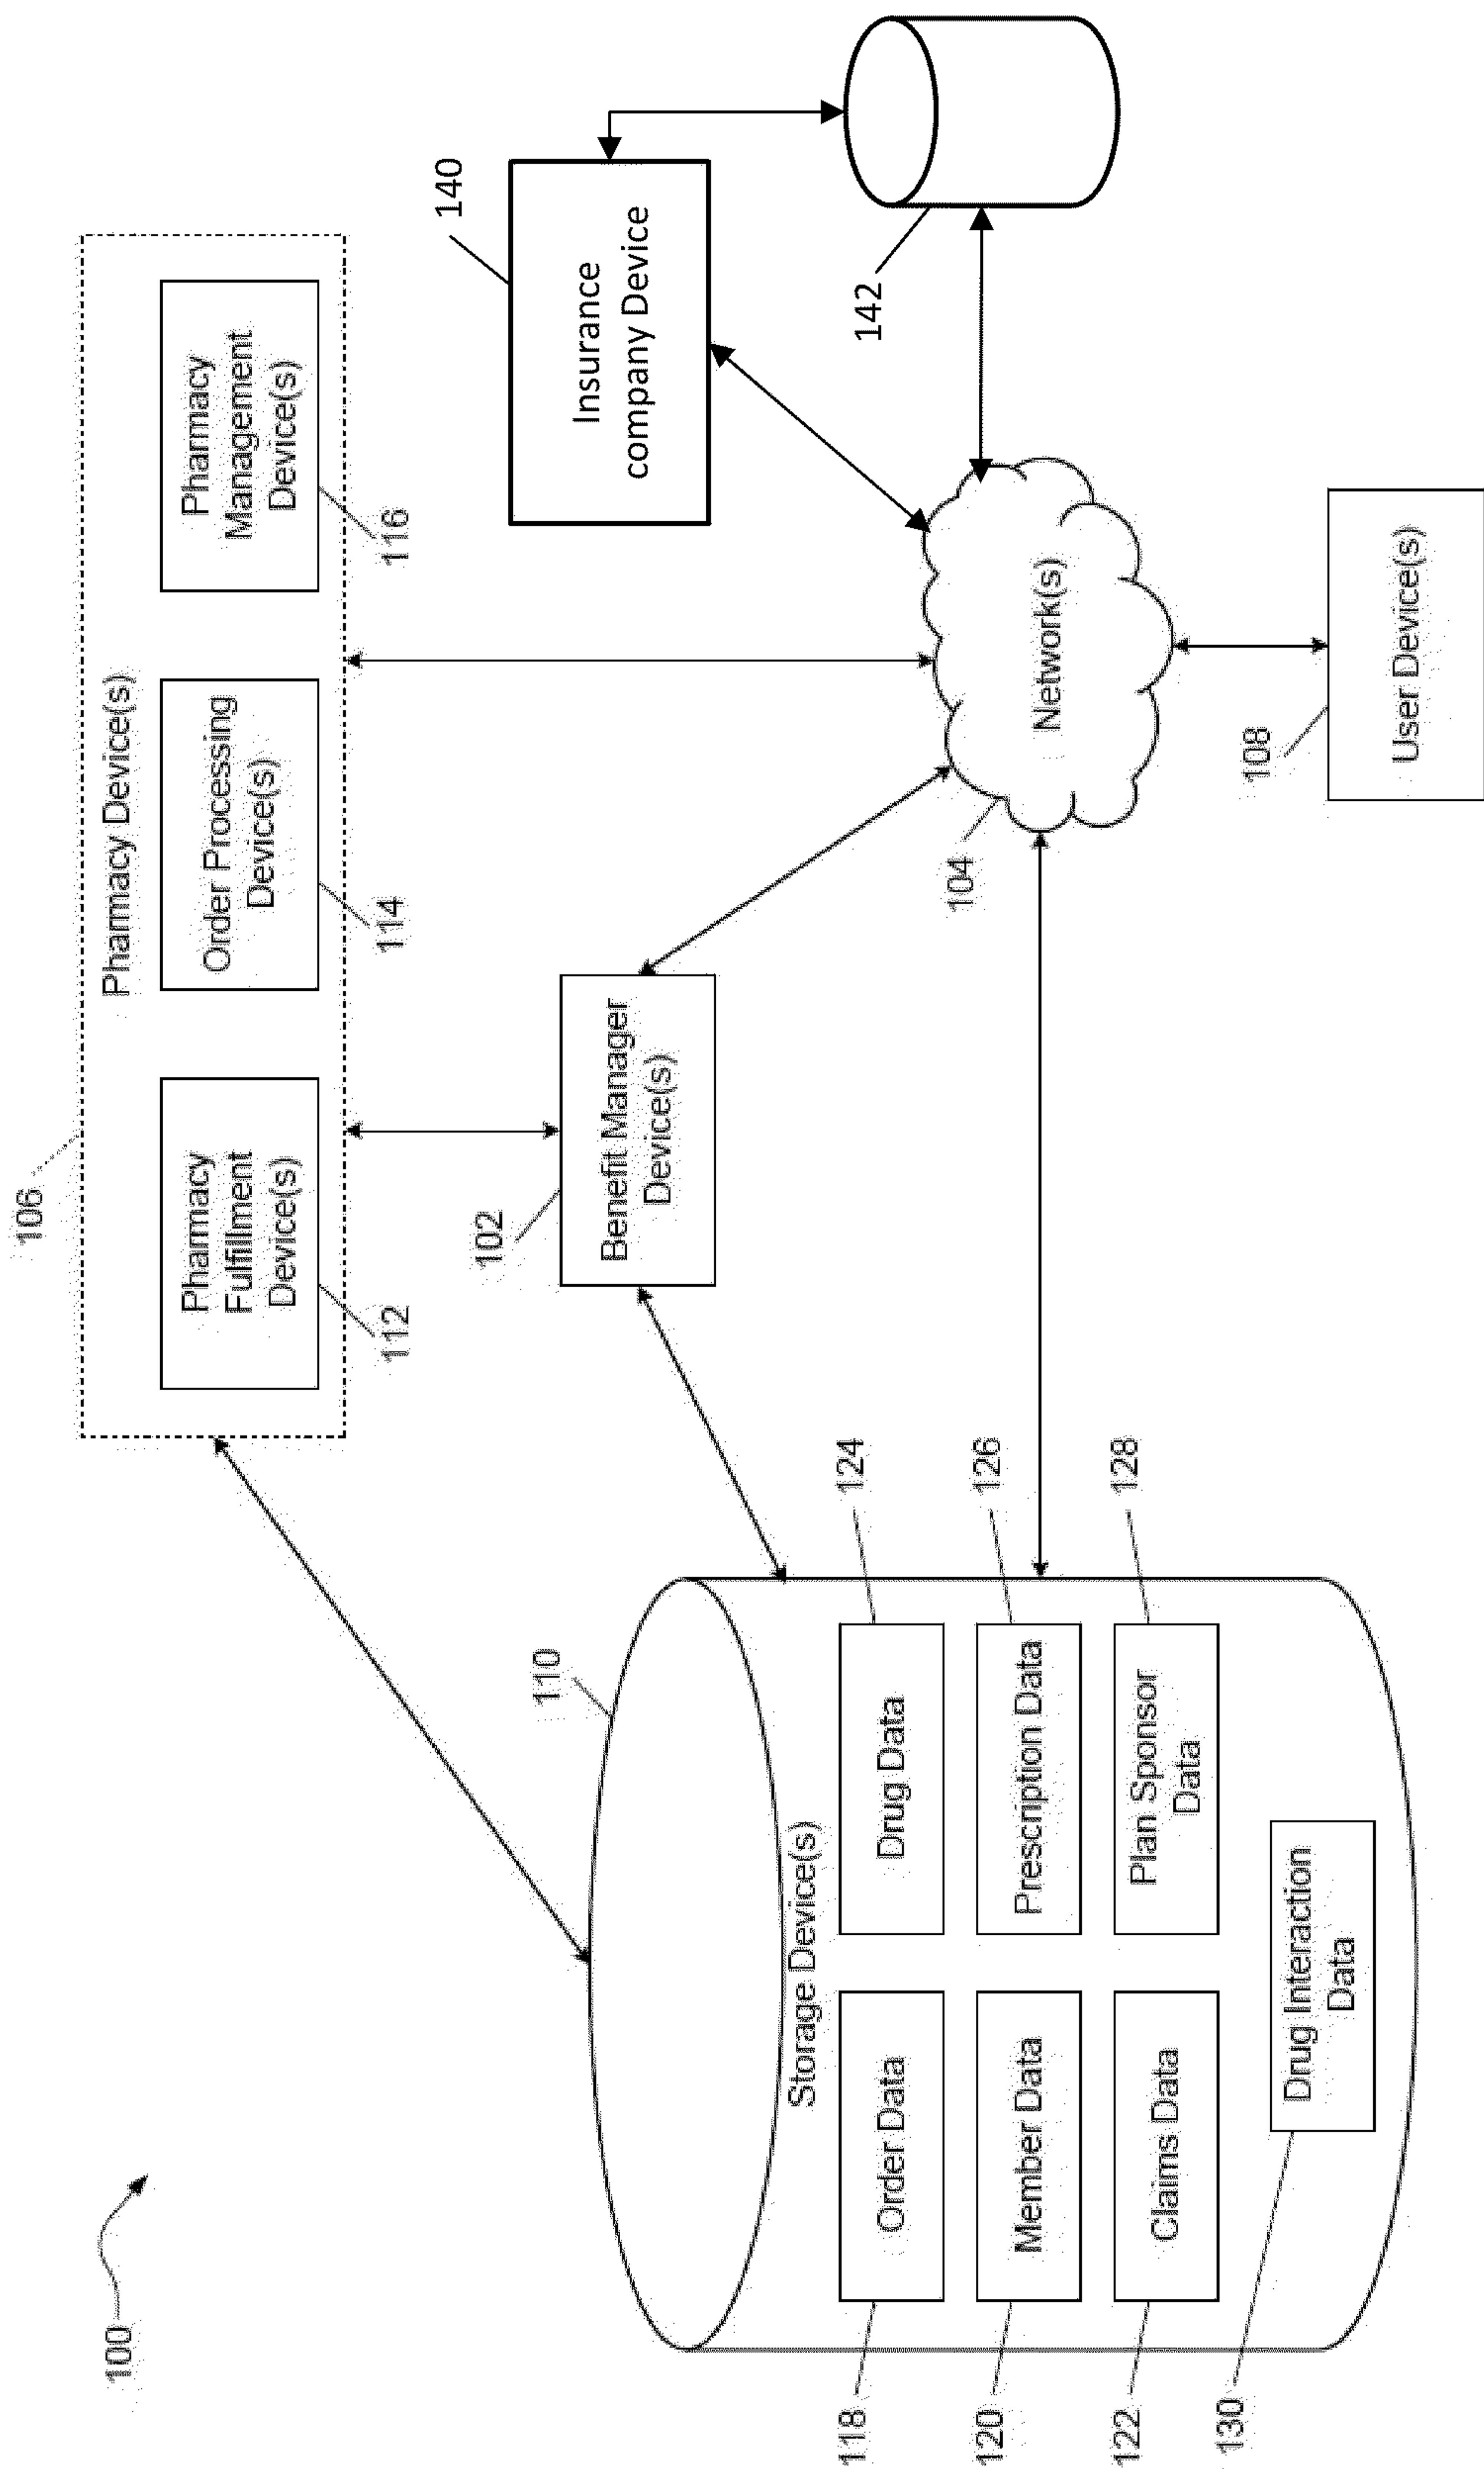 100
106
Pharmacy Device(s)
Pharmacy
Fulfillment
Device(s)
112
Order Processing
Device(s)
114
Pharmacy
Management
Device(s)
116
102
Benefit Manager
Device(s)
140
Insurance
company Device
142
Network(s)
104
108
User Device(s)
110
Storage Device(s)
118
Order Data
Drug Data
124
120
Member Data
Prescription Data
126
122
Claims Data
Plan Sponsor
Data
128
130
Drug Interaction
Data